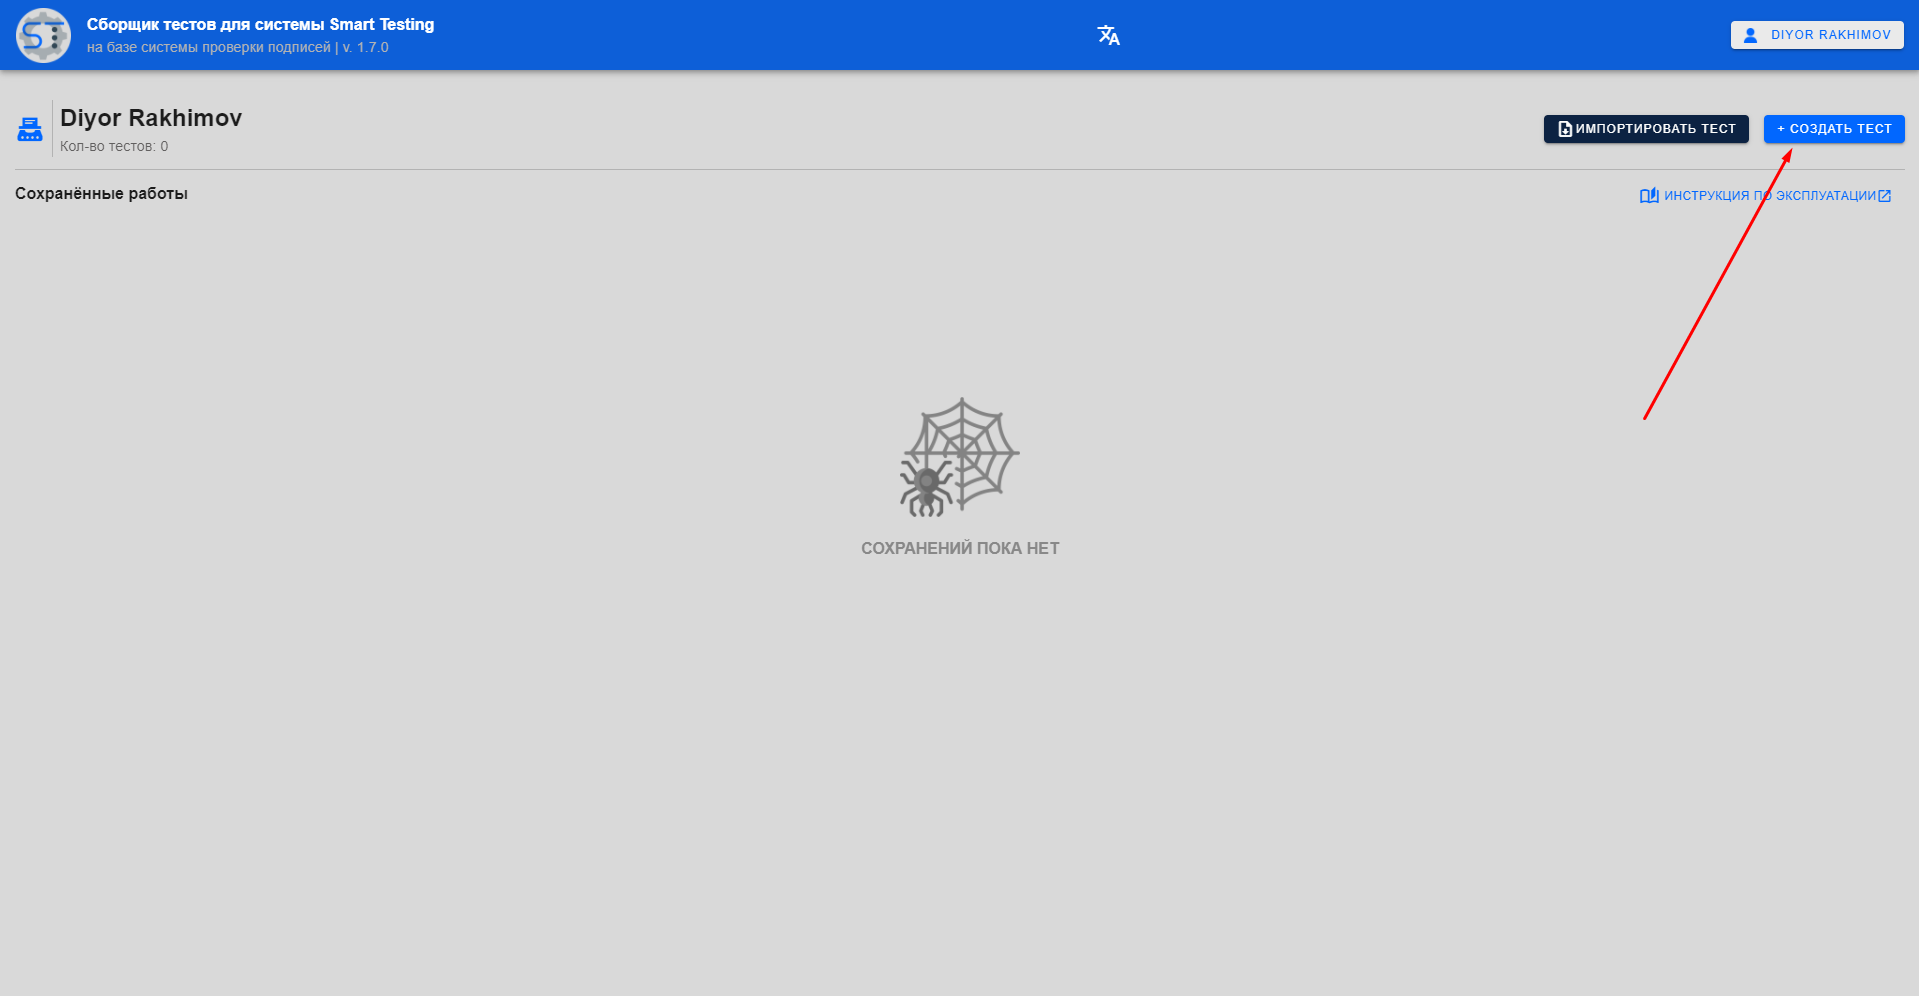 Сборщик тестов для системы Smart Testing
на базе системы проверки подписей | v. 1.7.0
DIYOR RAKHIMOV
Diyor Rakhimov
Кол-во тестов: 0
ИМПОРТИРОВАТЬ ТЕСТ
+ СОЗДАТЬ ТЕСТ
Сохранённые работы
ИНСТРУКЦИЯ ПО ЭКСПЛУАТАЦИИ
СОХРАНЕНИЙ ПОКА НЕТ